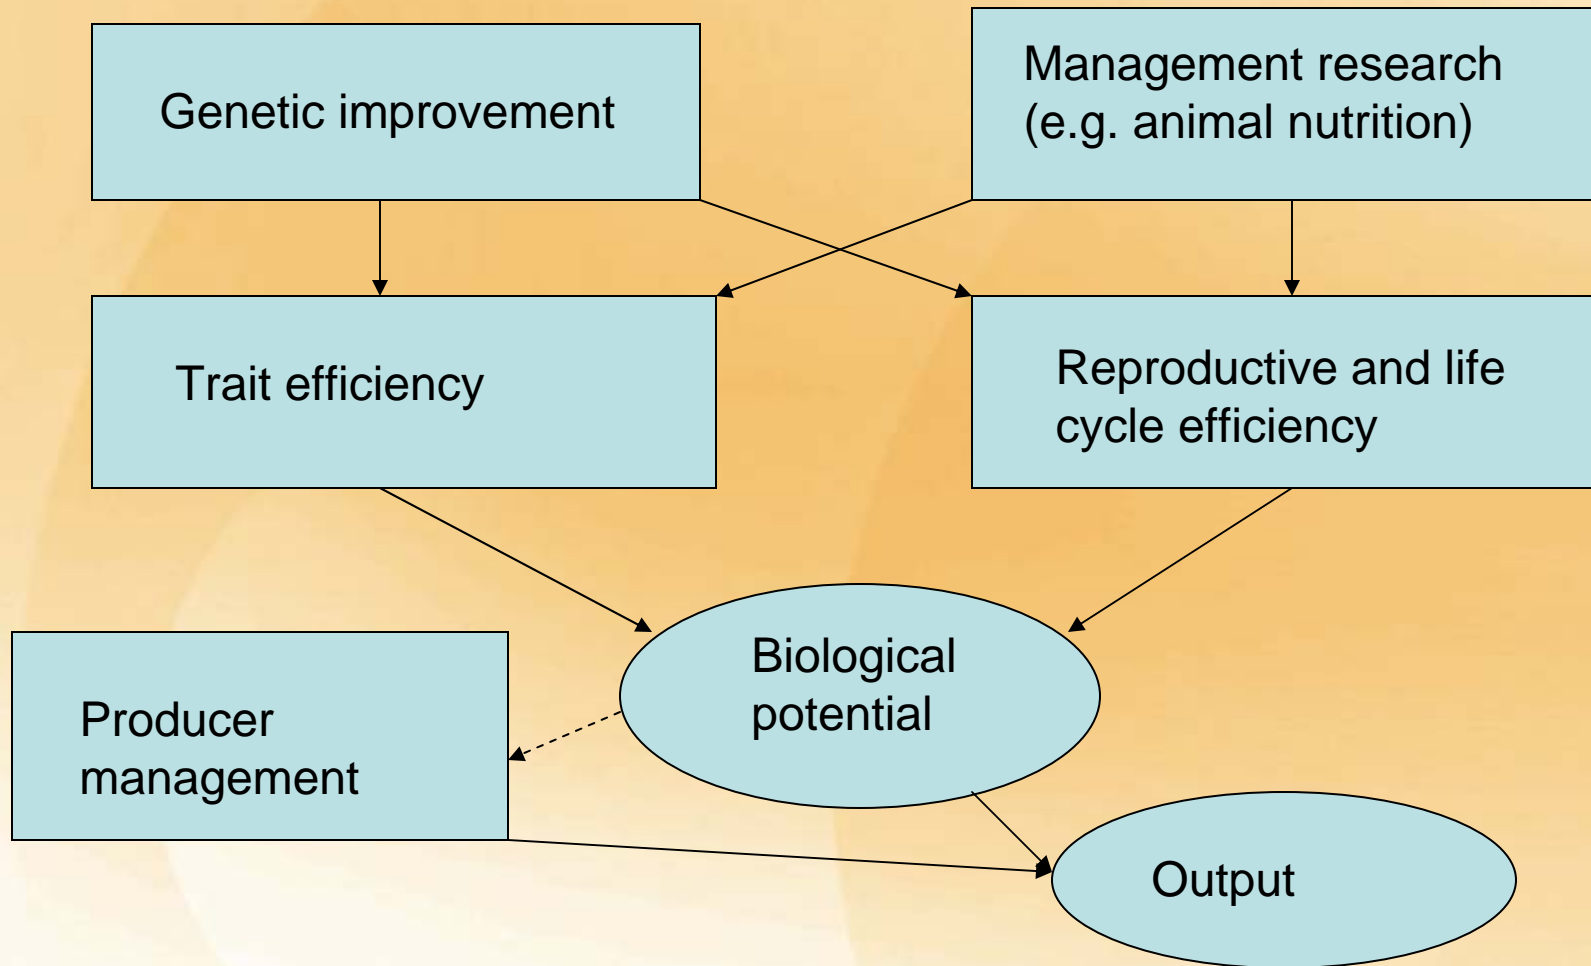 Genetic improvement
Management research
(e.g. animal nutrition)
Trait efficiency
Reproductive and life
cycle efficiency
Biological
potential
Producer
management
Output